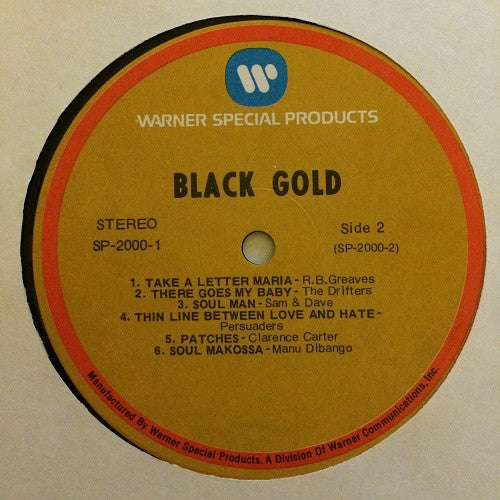 WARNER SPECIAL PRODUCTS
BLACK GOLD
STEREO
SP-2000-1
Side 2
(SP-2000-2)
1. TAKE A LETTER MARIA - R.B.Greaves
2. THERE GOES MY BABY - The Drifters
3. SOUL MAN - Sam & Dave
4. THIN LINE BETWEEN LOVE AND HATE -
Persuaders
5. PATCHES - Clarence Carter
6. SOUL MAKOSSA - Manu Dibango
Manufactured By Warner Special Products. A Division Of Warner Communications, Inc.